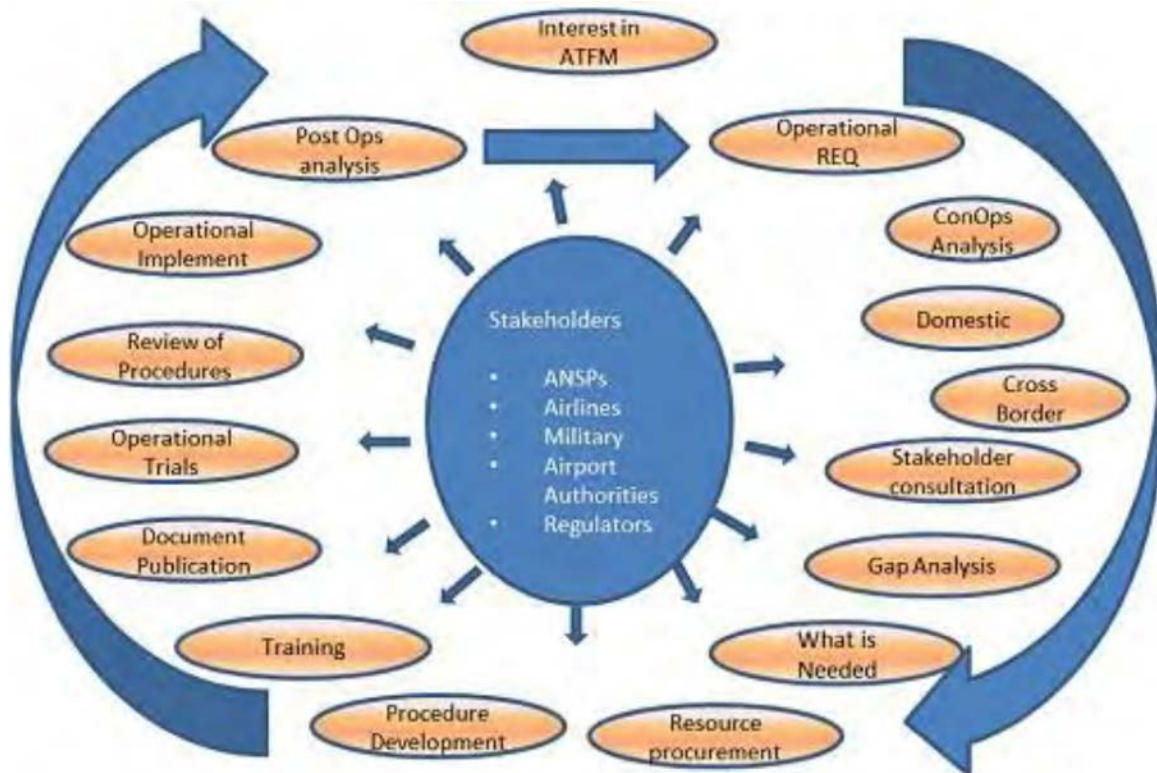 Interest in
ATFM
Post Ops
analysis
Operational
REQ
Operational
Implement
ConOps
Analysis
Domestic
Stakeholders
• ANSPs
• Airlines
• Military
• Airport
Authorities
• Regulators
Review of
Procedures
Cross
Border
Operational
Trials
Stakeholder
consultation
Document
Publication
Gap Analysis
Training
What is
Needed
Procedure
Development
Resource
procurement